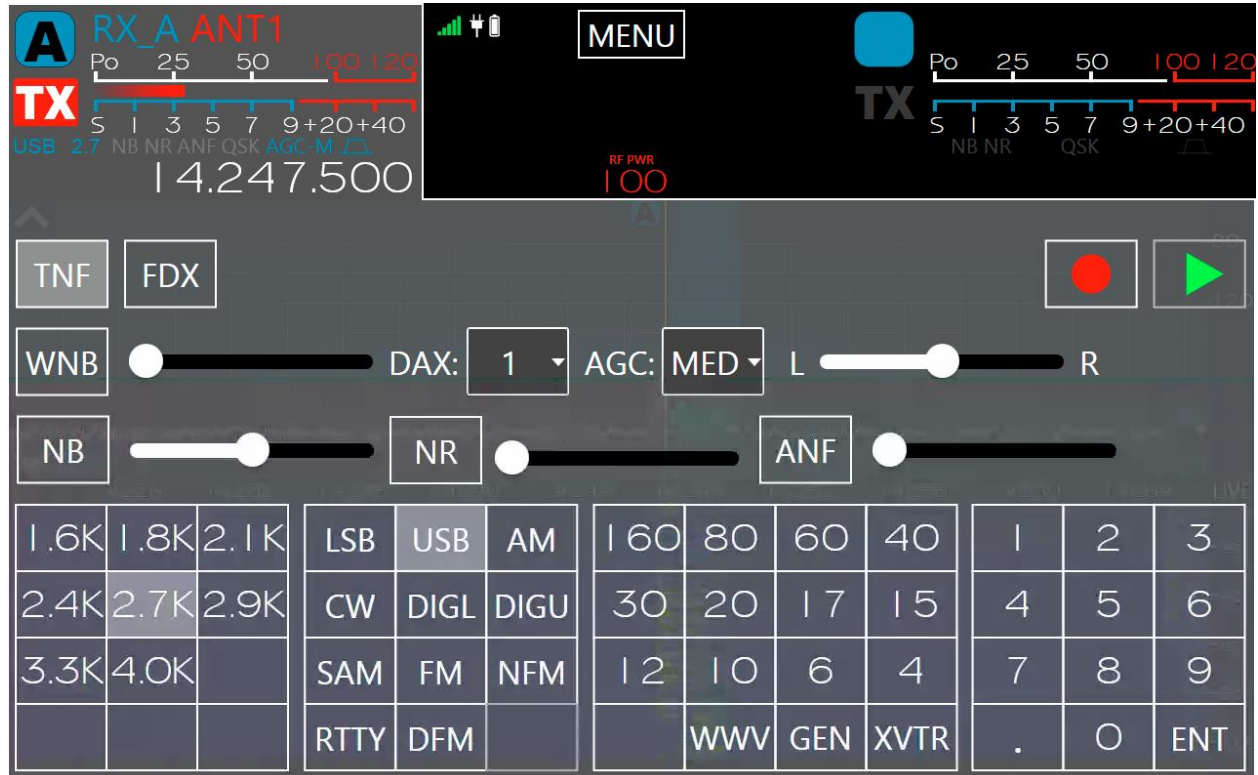 A RX_A ANT1
Po 25 50 100 120
TX
S 1 3 5 7 9+20+40
USB 2.7 NB NR ANF QSK AGC-M
14.247.500
MENU
RF PWR
100
Po 25 50 100 120
TX
S 1 3 5 7 9+20+40
NB NR QSK
A
TNF FDX
WNB DAX: 1 AGC: MED L R
NB NR ANF
LIVE
1.6K 1.8K 2.1K LSB USB AM 160 80 60 40 1 2 3
2.4K 2.7K 2.9K CW DIGL DIGU 30 20 17 15 4 5 6
3.3K 4.0K SAM FM NFM 12 10 6 4 7 8 9
RTTY DFM WWV GEN XVTR . 0 ENT